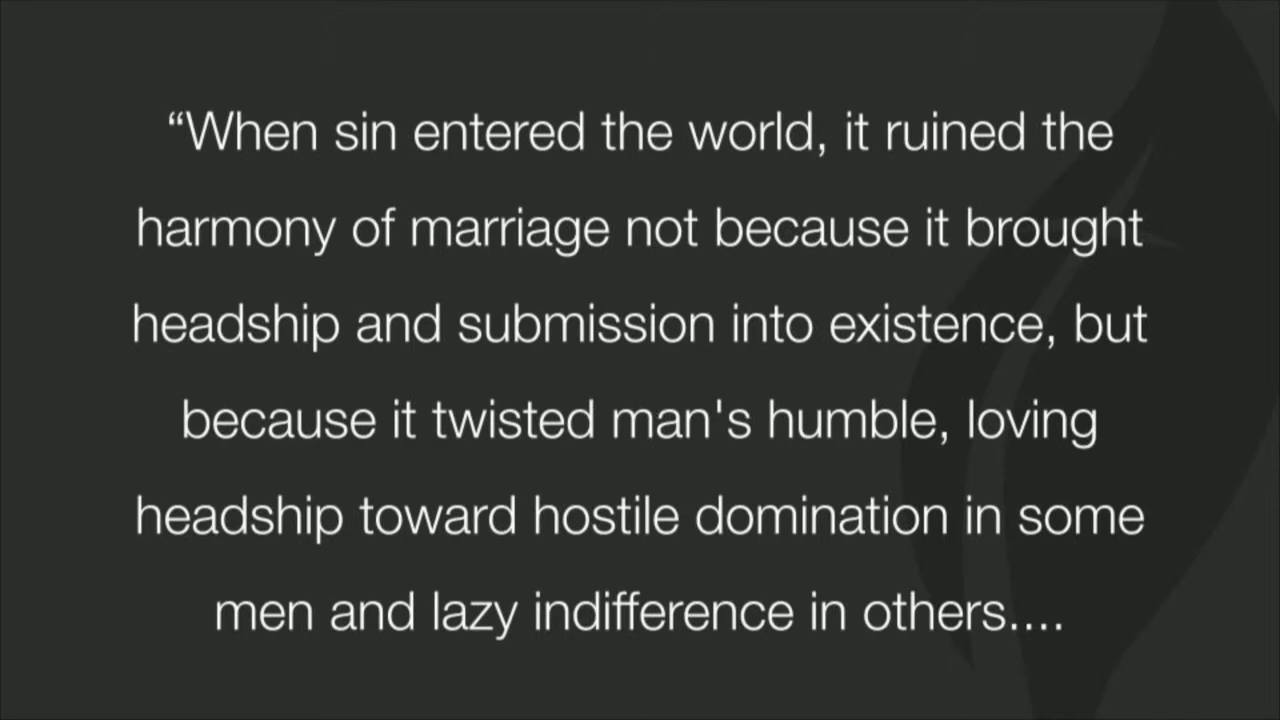 “When sin entered the world, it ruined the
harmony of marriage not because it brought
headship and submission into existence, but
because it twisted man's humble, loving
headship toward hostile domination in some
men and lazy indifference in others....